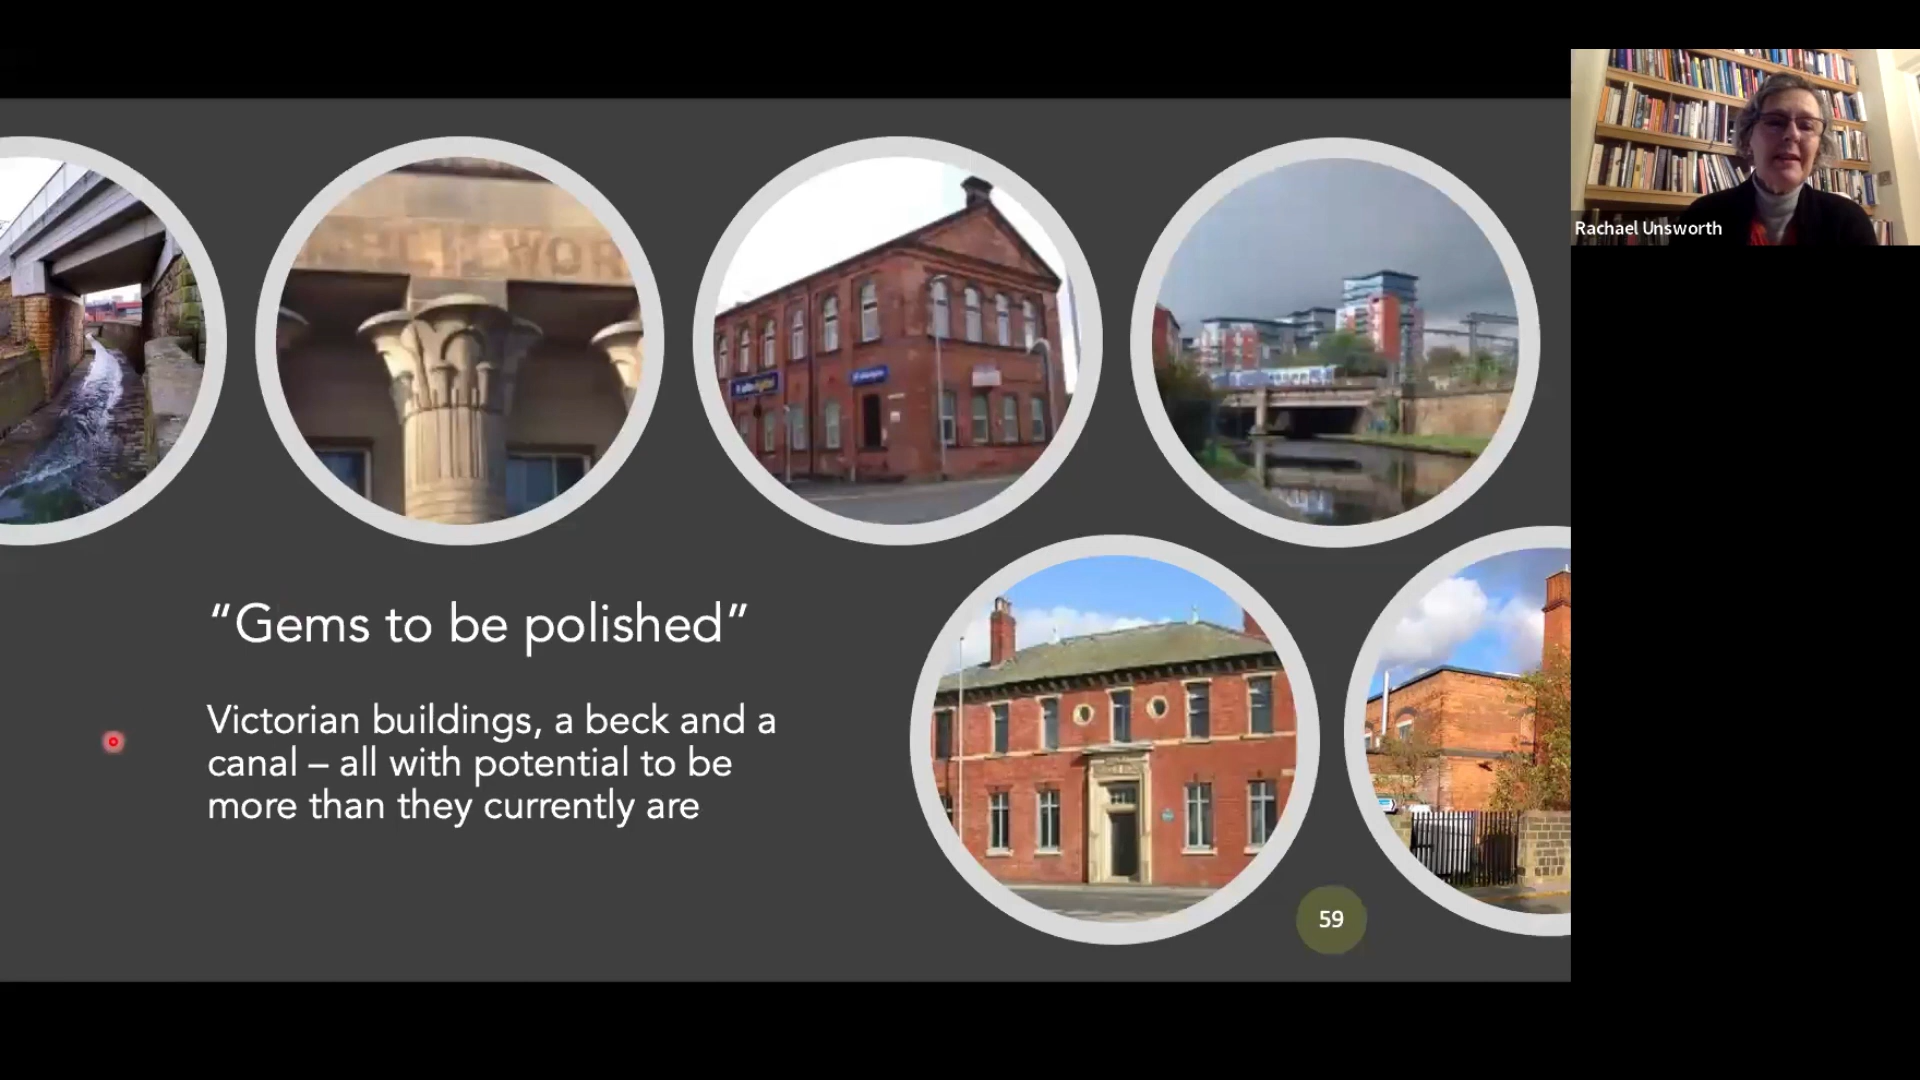 Rachael Unsworth
“Gems to be polished”
Victorian buildings, a beck and a
canal – all with potential to be
more than they currently are
59